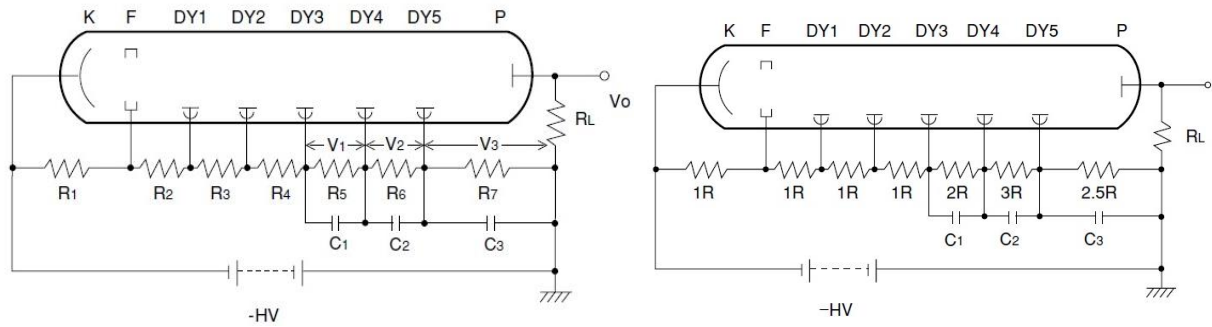 K F DY1 DY2 DY3 DY4 DY5 P
Vo
RL
V1 V2 V3
R1 R2 R3 R4 R5 R6 R7
C1 C2 C3
-HV
K F DY1 DY2 DY3 DY4 DY5 P
RL
1R 1R 1R 1R 2R 3R 2.5R
C1 C2 C3
−HV